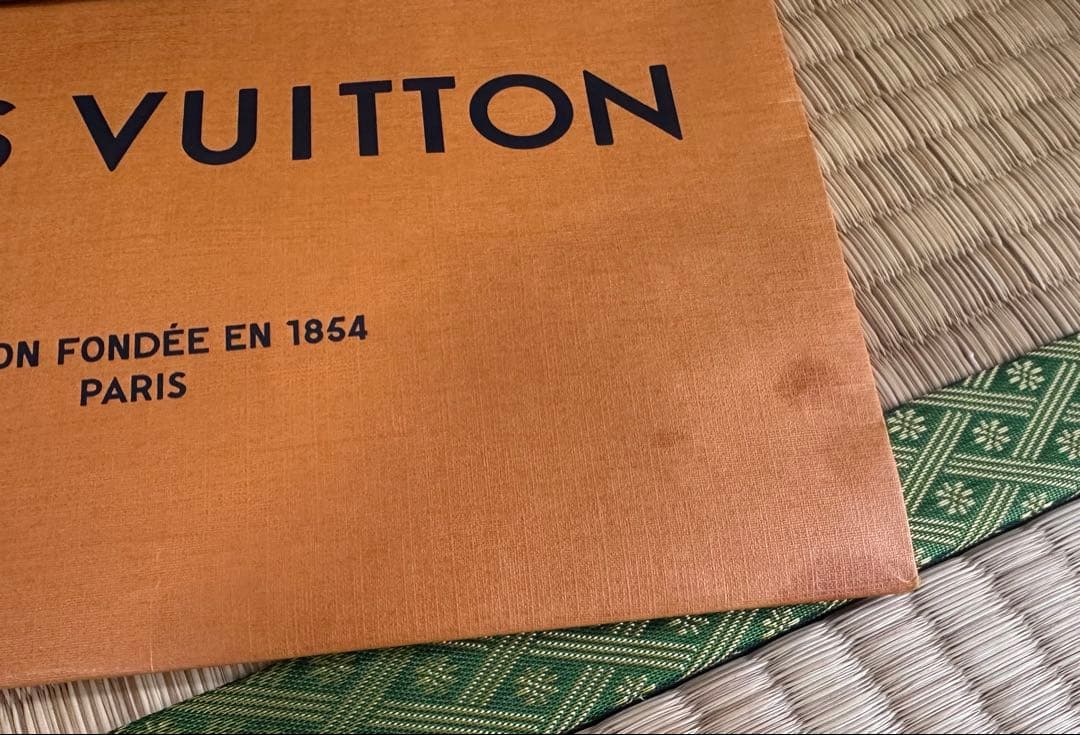 S VUITTON
ON FONDÉE EN 1854
PARIS